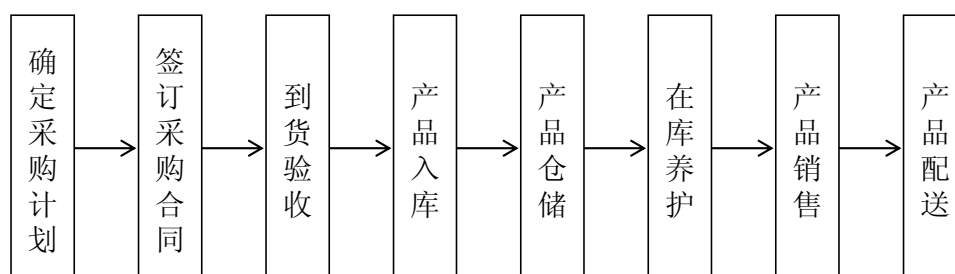 确定采购计划
签订采购合同
到货验收
产品入库
产品仓储
在库养护
产品销售
产品配送